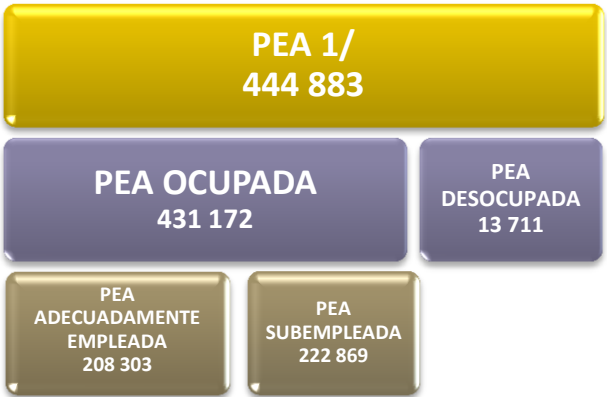 PEA 1/
444 883
PEA OCUPADA
431 172
PEA
DESOCUPADA
13 711
PEA
ADECUADAMENTE
EMPLEADA
208 303
PEA
SUBEMPLEADA
222 869